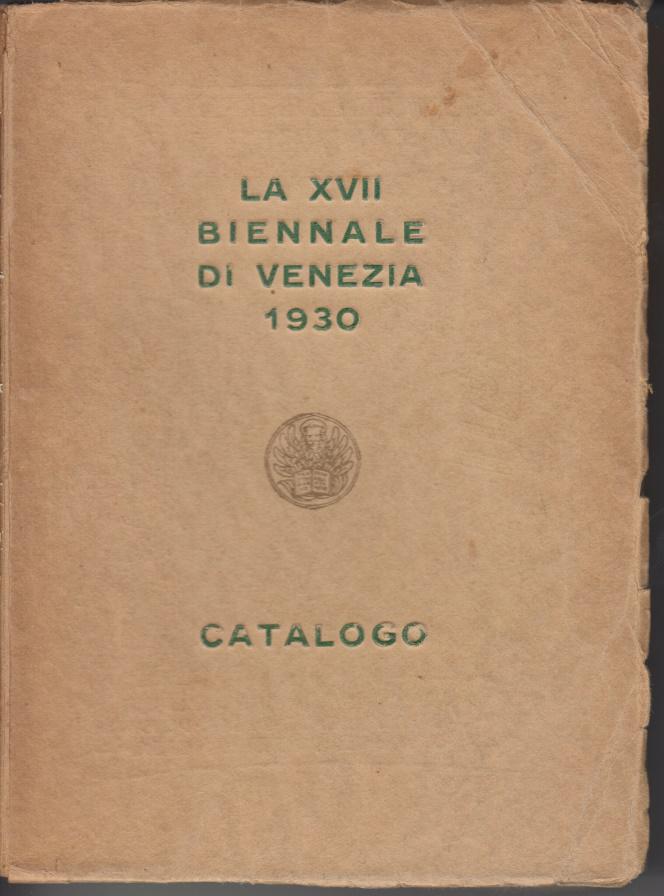 LA XVII
BIENNALE
DI VENEZIA
1930
CATALOGO